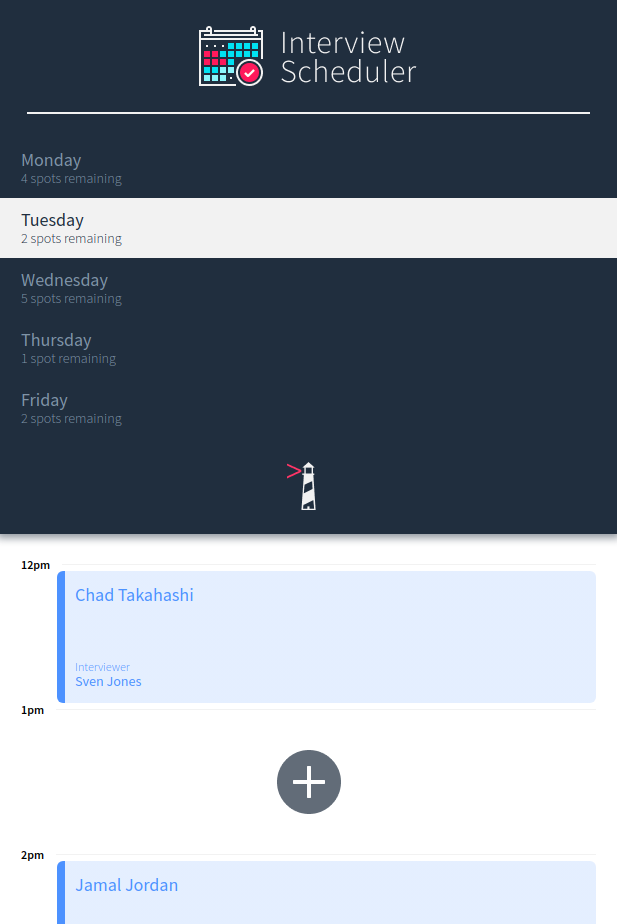 Interview
Scheduler
Monday
4 spots remaining
Tuesday
2 spots remaining
Wednesday
5 spots remaining
Thursday
1 spot remaining
Friday
2 spots remaining
12pm
Chad Takahashi
Interviewer
Sven Jones
1pm
2pm
Jamal Jordan